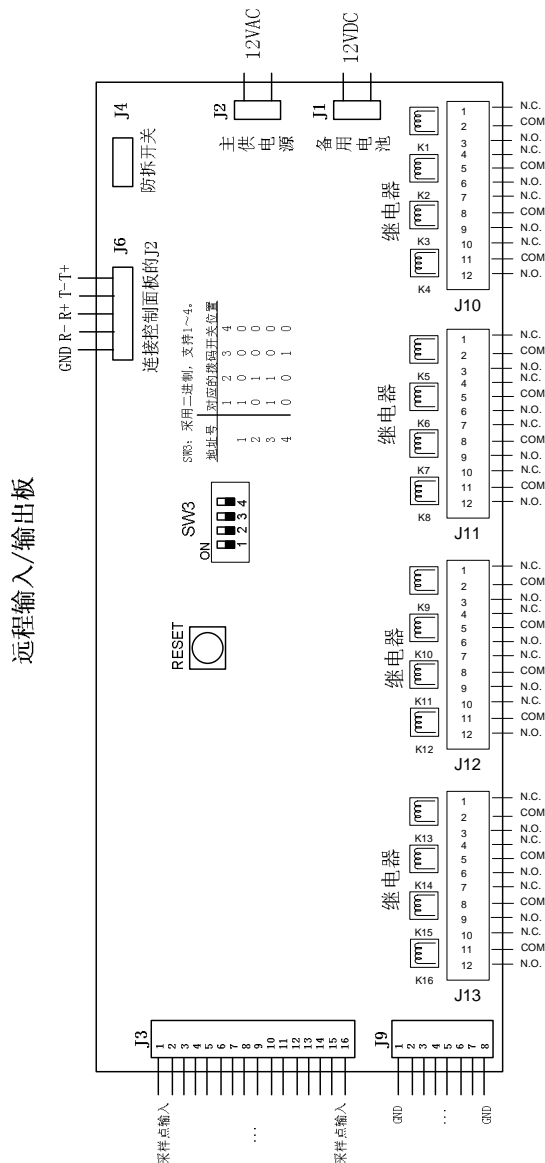 远程输入/输出板
GND R- R+ T- T+
J6
连接控制面板的J2
J4
防拆开关
12VAC
J2
主供电源
12VDC
J1
备用电池
SW3: 采用二进制, 支持1~4。
地址号 对应的拨码开关位置
1 2 3 4
1 1 0 0 0
2 0 1 0 0
3 1 1 0 0
4 0 0 1 0
SW3
ON
1 2 3 4
RESET
继电器
K1
K2
K3
K4
1 N.C.
2 COM
3 N.O.
4 N.C.
5 COM
6 N.O.
7 N.C.
8 COM
9 N.O.
10 N.C.
11 COM
12 N.O.
J10
继电器
K5
K6
K7
K8
1 N.C.
2 COM
3 N.O.
4 N.C.
5 COM
6 N.O.
7 N.C.
8 COM
9 N.O.
10 N.C.
11 COM
12 N.O.
J11
继电器
K9
K10
K11
K12
1 N.C.
2 COM
3 N.O.
4 N.C.
5 COM
6 N.O.
7 N.C.
8 COM
9 N.O.
10 N.C.
11 COM
12 N.O.
J12
继电器
K13
K14
K15
K16
1 N.C.
2 COM
3 N.O.
4 N.C.
5 COM
6 N.O.
7 N.C.
8 COM
9 N.O.
10 N.C.
11 COM
12 N.O.
J13
J3
1 2 3 4 5 6 7 8 9 10 11 12 13 14 15 16
采样点输入 ... 采样点输入
J9
1 2 3 4 5 6 7 8
GND ... GND